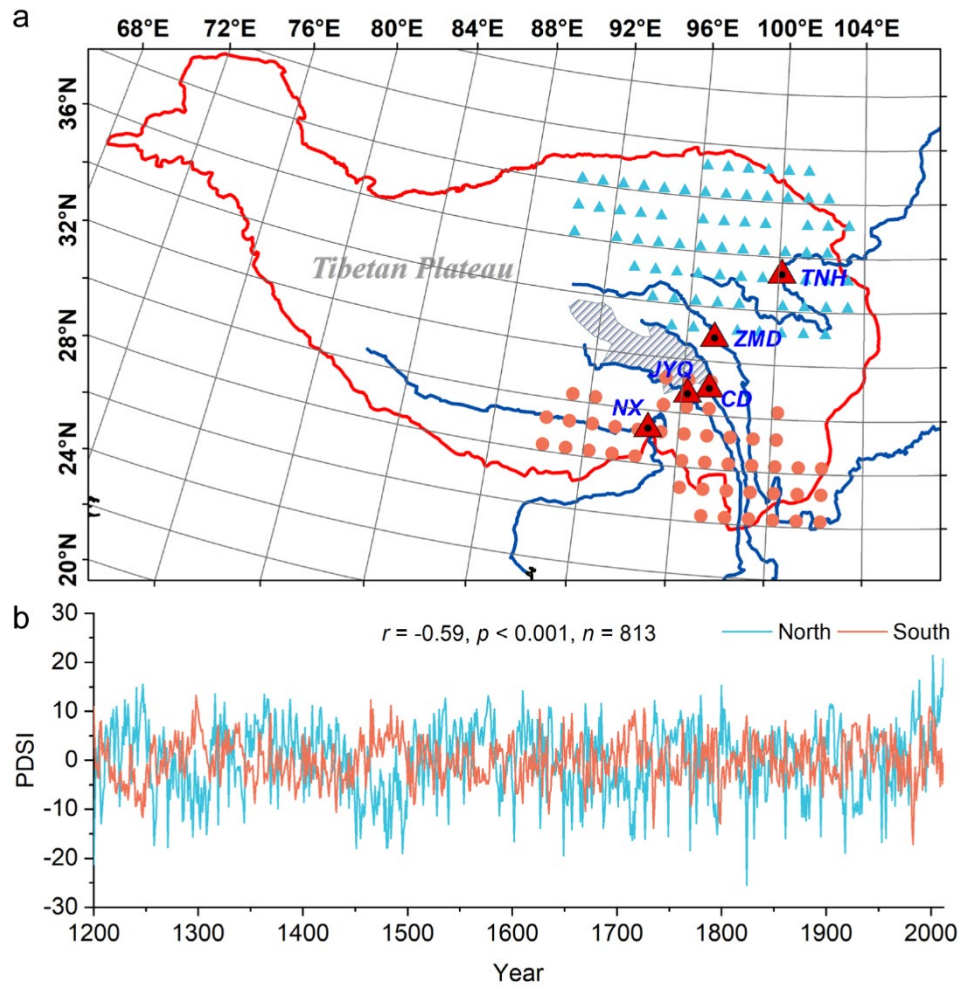 a
68°E 72°E 76°E 80°E 84°E 88°E 92°E 96°E 100°E 104°E
36°N
32°N
28°N
24°N
20°N
Tibetan Plateau
TNH
ZMD
JYQ
CD
NX
b
r = -0.59, p < 0.001, n = 813
North
South
30
20
10
0
-10
-20
-30
PDSI
1200 1300 1400 1500 1600 1700 1800 1900 2000
Year